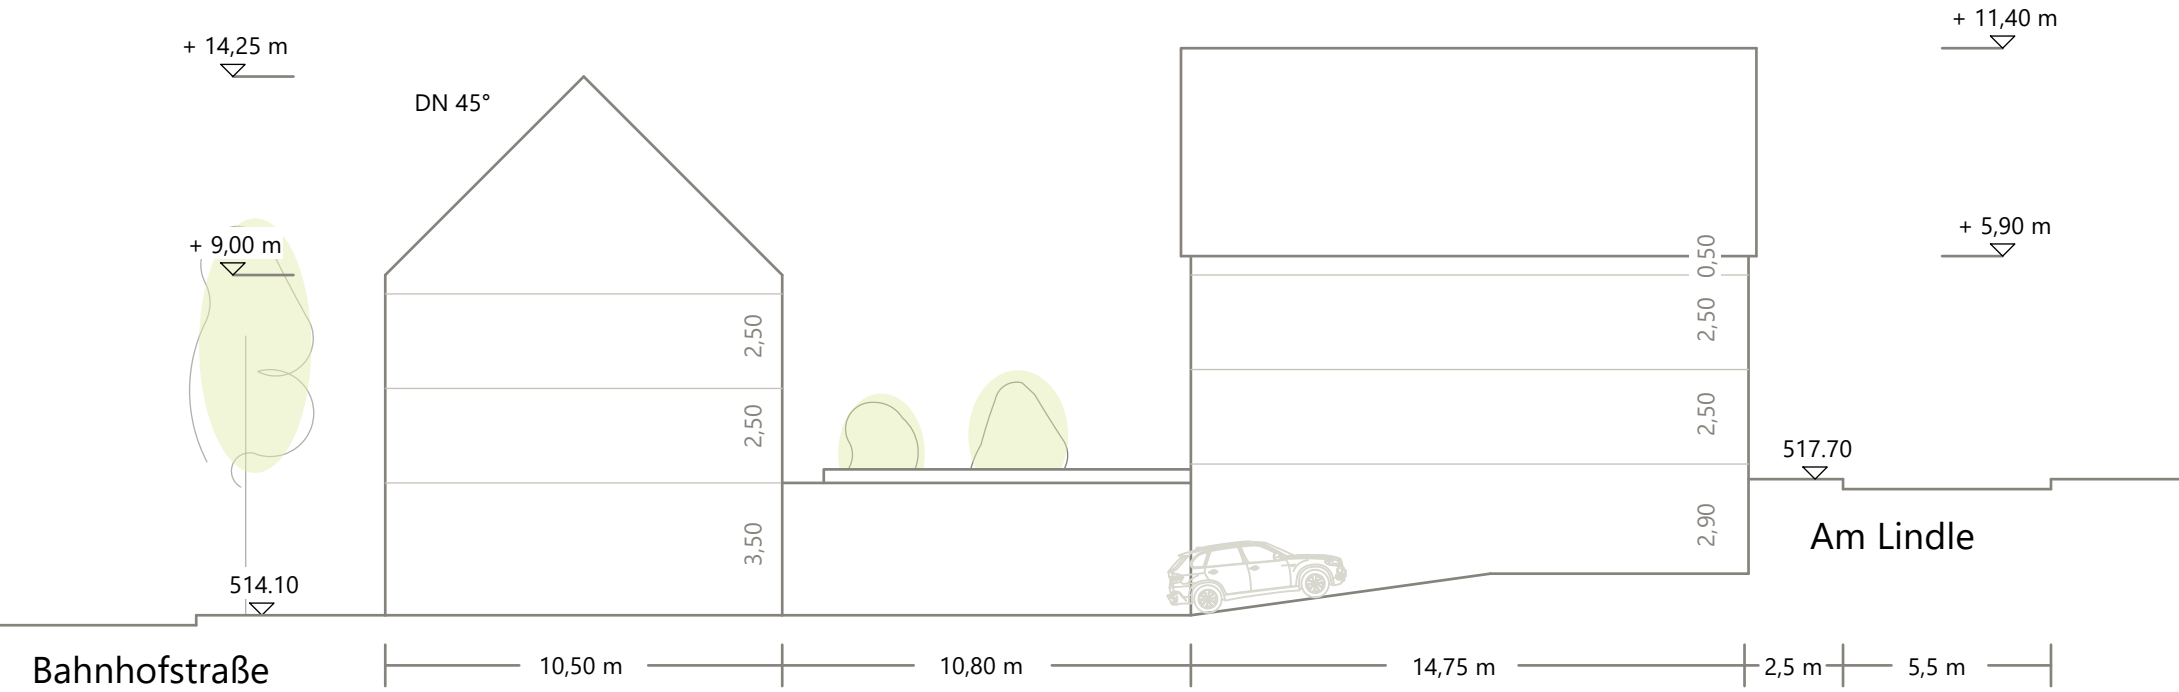 + 14,25 m
DN 45°
+ 11,40 m
+ 9,00 m
+ 5,90 m
2,50
2,50
3,50
0,50
2,50
2,50
2,90
514.10
517.70
Bahnhofstraße
Am Lindle
10,50 m
10,80 m
14,75 m
2,5 m
5,5 m